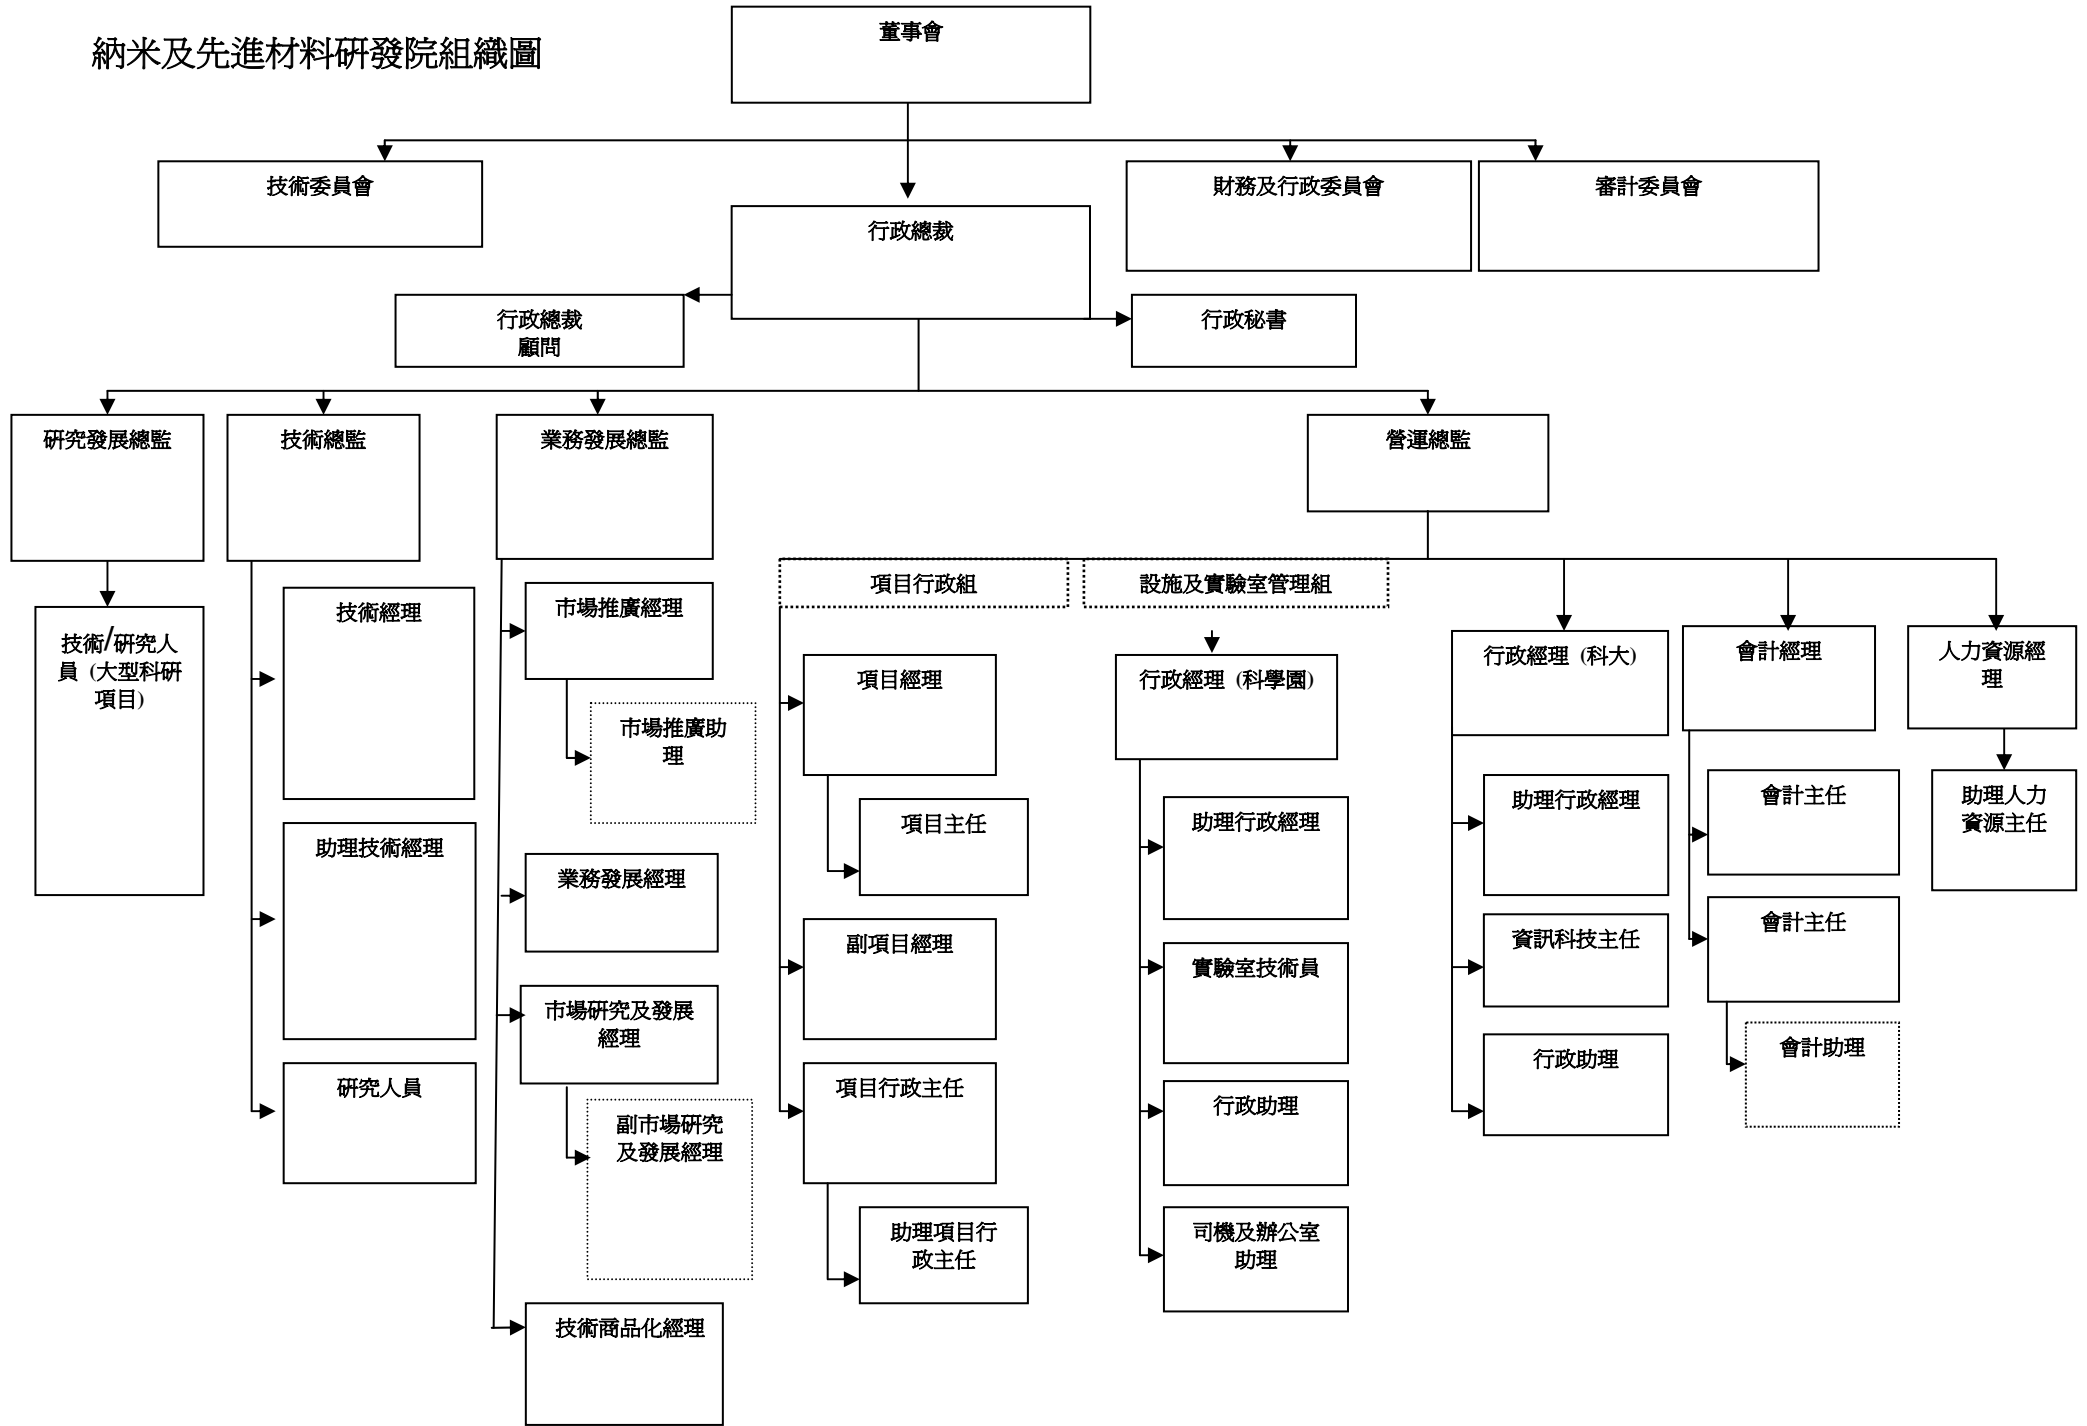 納米及先進材料研發院組織圖
董事會
技術委員會
財務及行政委員會
審計委員會
行政總裁
行政總裁
顧問
行政秘書
研究發展總監
技術總監
業務發展總監
營運總監
技術/研究人
員 (大型科研
項目)
技術經理
助理技術經理
研究人員
市場推廣經理
市場推廣助
理
業務發展經理
市場研究及發展
經理
副市場研究
及發展經理
技術商品化經理
項目行政組
項目經理
項目主任
副項目經理
項目行政主任
助理項目行
政主任
設施及實驗室管理組
行政經理 (科學園)
助理行政經理
實驗室技術員
行政助理
司機及辦公室
助理
行政經理 (科大)
助理行政經理
資訊科技主任
行政助理
會計經理
會計主任
會計主任
會計助理
人力資源經
理
助理人力
資源主任